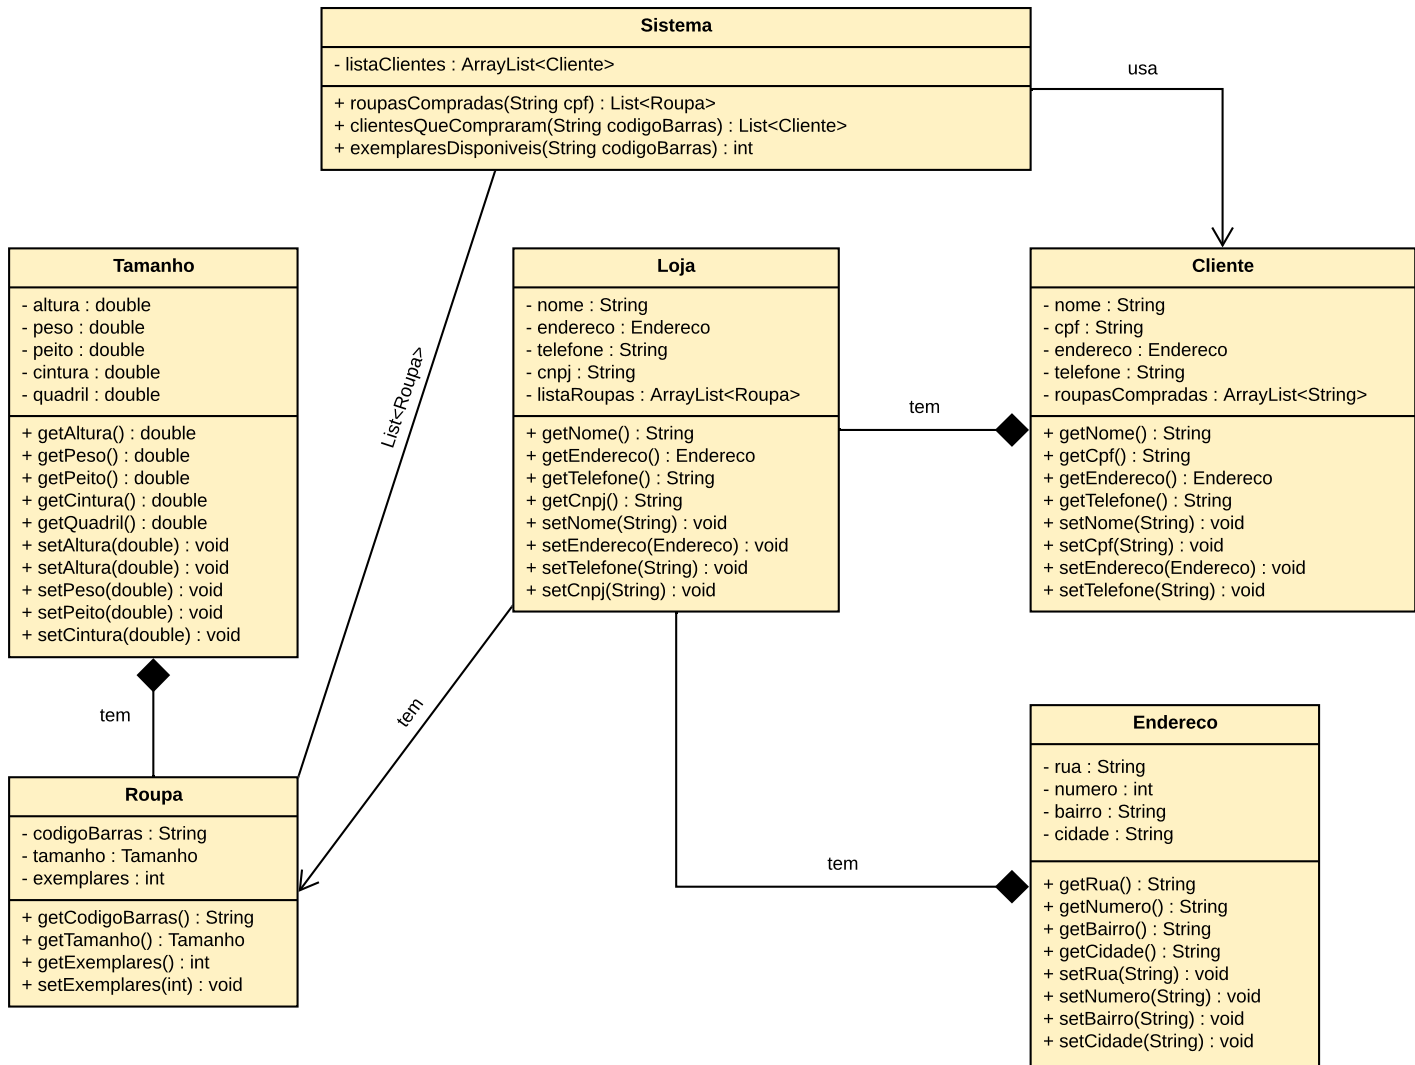 Sistema
- listaClientes : ArrayList<Cliente>
+ roupasCompradas(String cpf) : List<Roupa>
+ clientesQueCompraram(String codigoBarras) : List<Cliente>
+ exemplaresDisponiveis(String codigoBarras) : int
usa
Tamanho
- altura : double
- peso : double
- peito : double
- cintura : double
- quadril : double
+ getAltura() : double
+ getPeso() : double
+ getPeito() : double
+ getCintura() : double
+ getQuadril() : double
+ setAltura(double) : void
+ setAltura(double) : void
+ setPeso(double) : void
+ setPeito(double) : void
+ setCintura(double) : void
List<Roupa>
Loja
- nome : String
- endereco : Endereco
- telefone : String
- cnpj : String
- listaRoupas : ArrayList<Roupa>
+ getNome() : String
+ getEndereco() : Endereco
+ getTelefone() : String
+ getCnpj() : String
+ setNome(String) : void
+ setEndereco(Endereco) : void
+ setTelefone(String) : void
+ setCnpj(String) : void
tem
Cliente
- nome : String
- cpf : String
- endereco : Endereco
- telefone : String
- roupasCompradas : ArrayList<String>
+ getNome() : String
+ getCpf() : String
+ getEndereco() : Endereco
+ getTelefone() : String
+ setNome(String) : void
+ setCpf(String) : void
+ setEndereco(Endereco) : void
+ setTelefone(String) : void
tem
tem
Roupa
- codigoBarras : String
- tamanho : Tamanho
- exemplares : int
+ getCodigoBarras() : String
+ getTamanho() : Tamanho
+ getExemplares() : int
+ setExemplares(int) : void
tem
Endereco
- rua : String
- numero : int
- bairro : String
- cidade : String
+ getRua() : String
+ getNumero() : String
+ getBairro() : String
+ getCidade() : String
+ setRua(String) : void
+ setNumero(String) : void
+ setBairro(String) : void
+ setCidade(String) : void